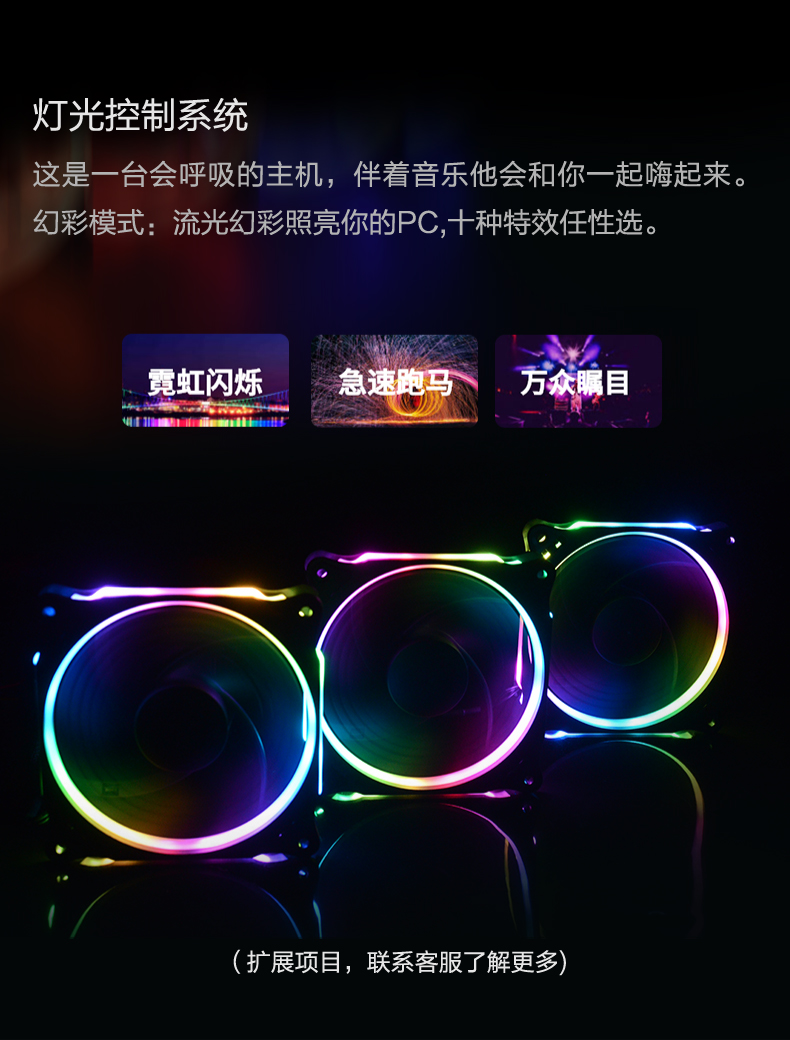 灯光控制系统
这是一台会呼吸的主机，伴着音乐他会和你一起嗨起来。
幻彩模式：流光幻彩照亮你的PC,十种特效任性选。
霓虹闪烁
急速跑马
万众瞩目
（扩展项目，联系客服了解更多)